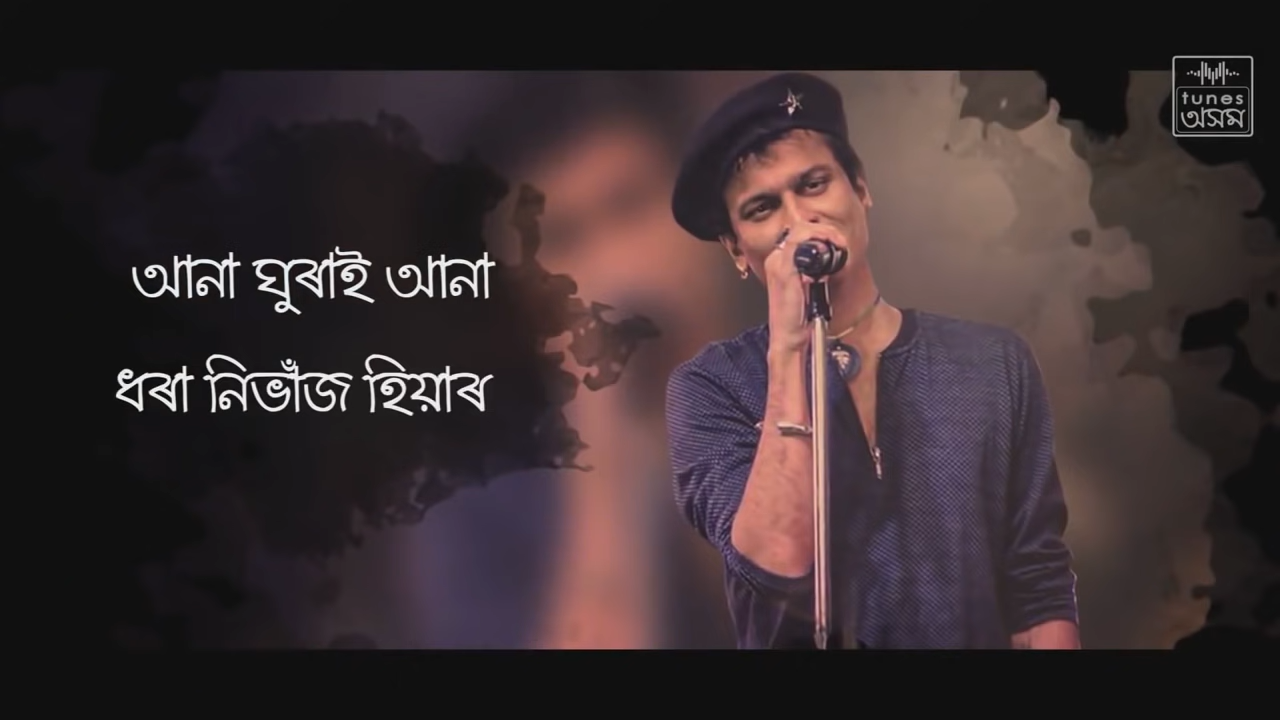 tunes
অসম
আনা ঘুৰাই আনা
ধৰা নিভাঁজ হিয়াৰ